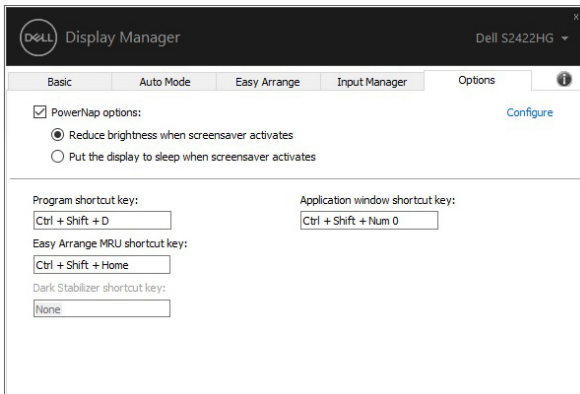 DELL Display Manager
Dell S2422HG
Basic Auto Mode Easy Arrange Input Manager Options
PowerNap options:
Configure
Reduce brightness when screensaver activates
Put the display to sleep when screensaver activates
Program shortcut key:
Application window shortcut key:
Ctrl + Shift + D
Ctrl + Shift + Num 0
Easy Arrange MRU shortcut key:
Ctrl + Shift + Home
Dark Stabilizer shortcut key:
None